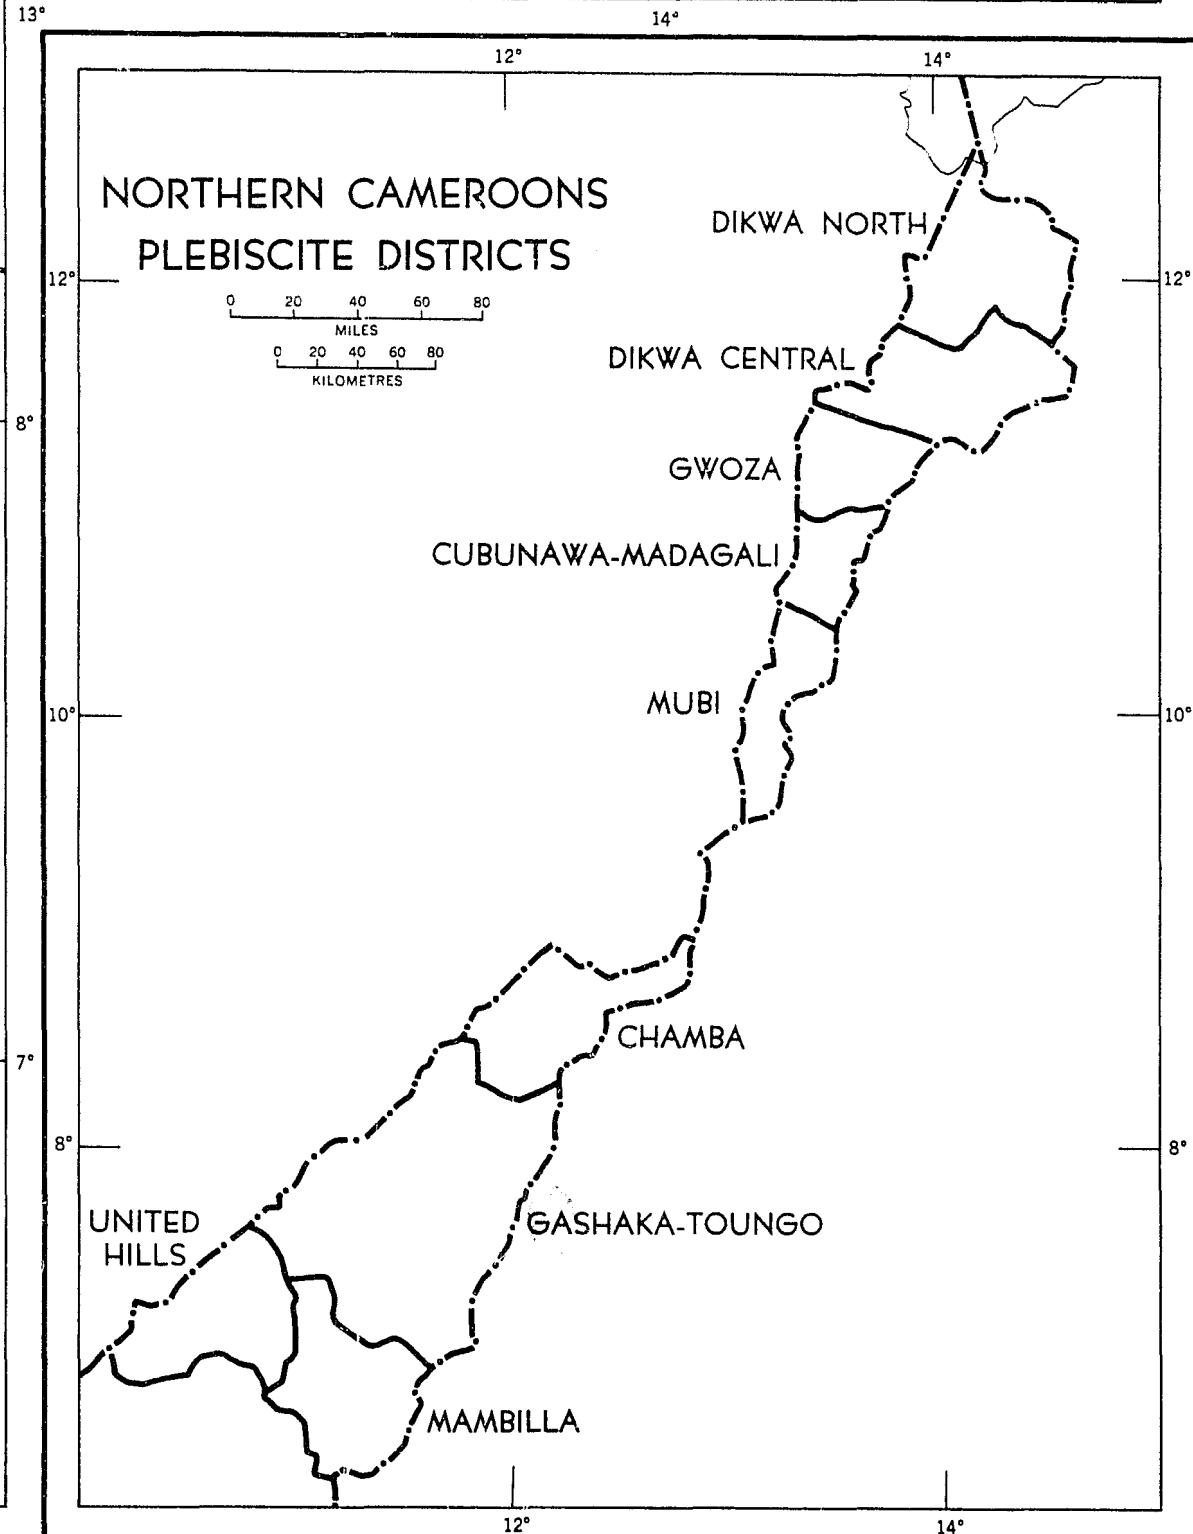 13° 14°
12° 14°
NORTHERN CAMEROONS
PLEBISCITE DISTRICTS
0 20 40 60 80
MILES
0 20 40 60 80
KILOMETRES
DIKWA NORTH
12° 12°
DIKWA CENTRAL
8°
GWOZA
CUBUNAWA-MADAGALI
MUBI
10° 10°
CHAMBA
7°
8° 8°
UNITED
HILLS
GASHAKA-TOUNGO
MAMBILLA
12° 14°